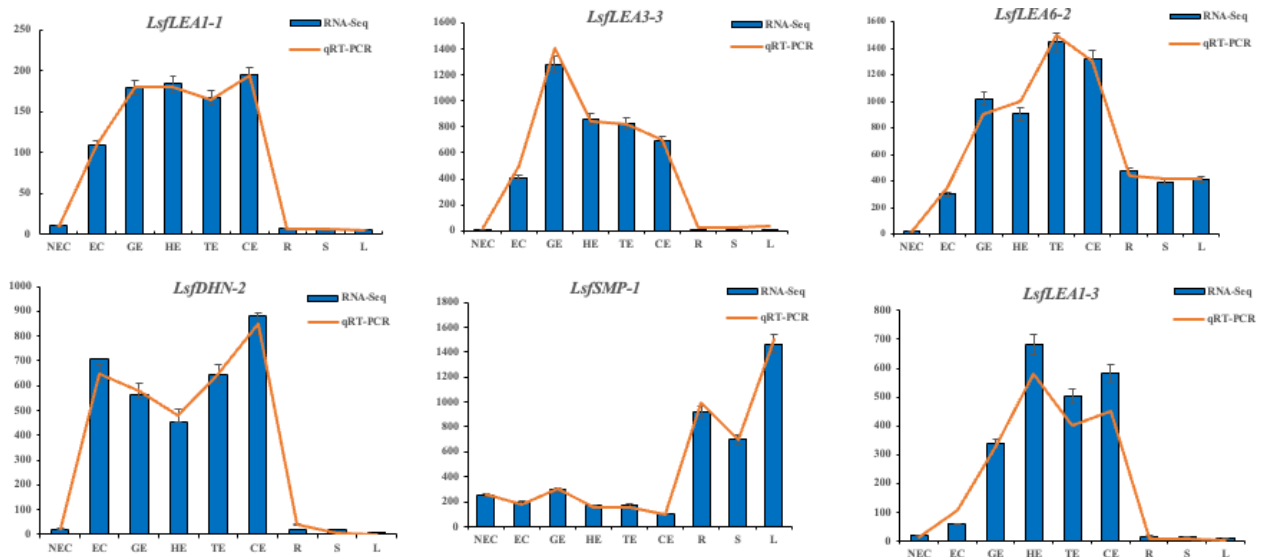 LsfLEA1-1
RNA-Seq
qRT-PCR
250
200
150
100
50
0
NEC EC GE HE TE CE R S L
LsfLEA3-3
RNA-Seq
qRT-PCR
1600
1400
1200
1000
800
600
400
200
0
NEC EC GE HE TE CE R S L
LsfLEA6-2
RNA-Seq
qRT-PCR
1600
1400
1200
1000
800
600
400
200
0
NEC EC GE HE TE CE R S L
LsfDHN-2
RNA-Seq
qRT-PCR
1000
900
800
700
600
500
400
300
200
100
0
NEC EC GE HE TE CE R S L
LsfSMP-1
RNA-Seq
qRT-PCR
1800
1600
1400
1200
1000
800
600
400
200
0
NEC EC GE HE TE CE R S L
LsfLEA1-3
RNA-Seq
qRT-PCR
800
700
600
500
400
300
200
100
0
NEC EC GE HE TE CE R S L